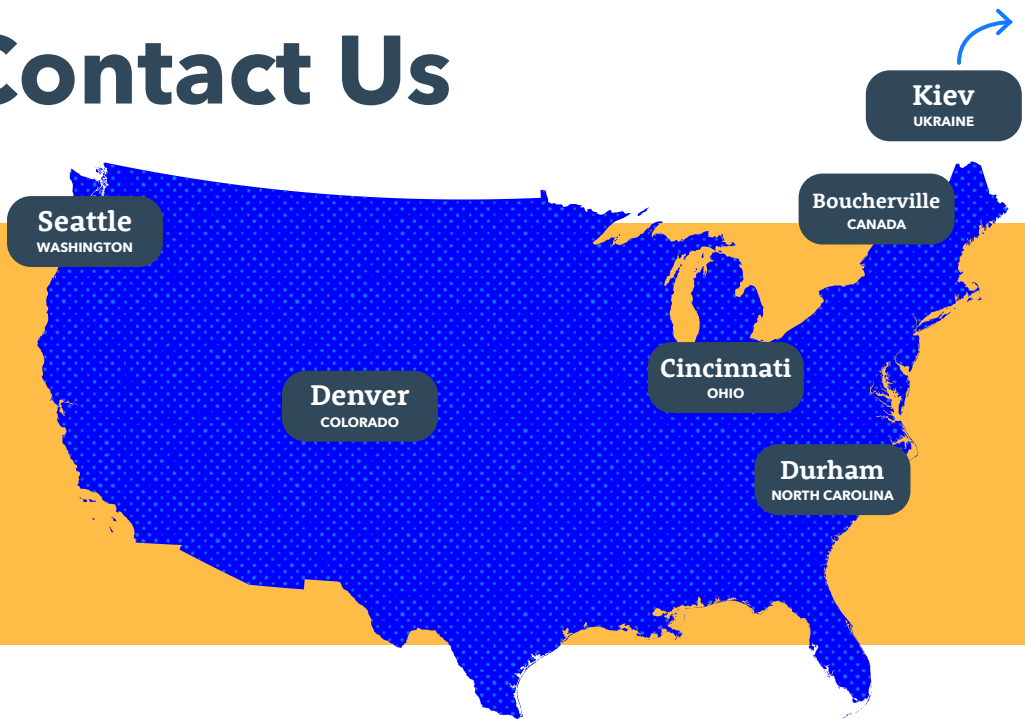 Contact Us
Kiev
UKRAINE
Boucherville
CANADA
Seattle
WASHINGTON
Cincinnati
OHIO
Denver
COLORADO
Durham
NORTH CAROLINA